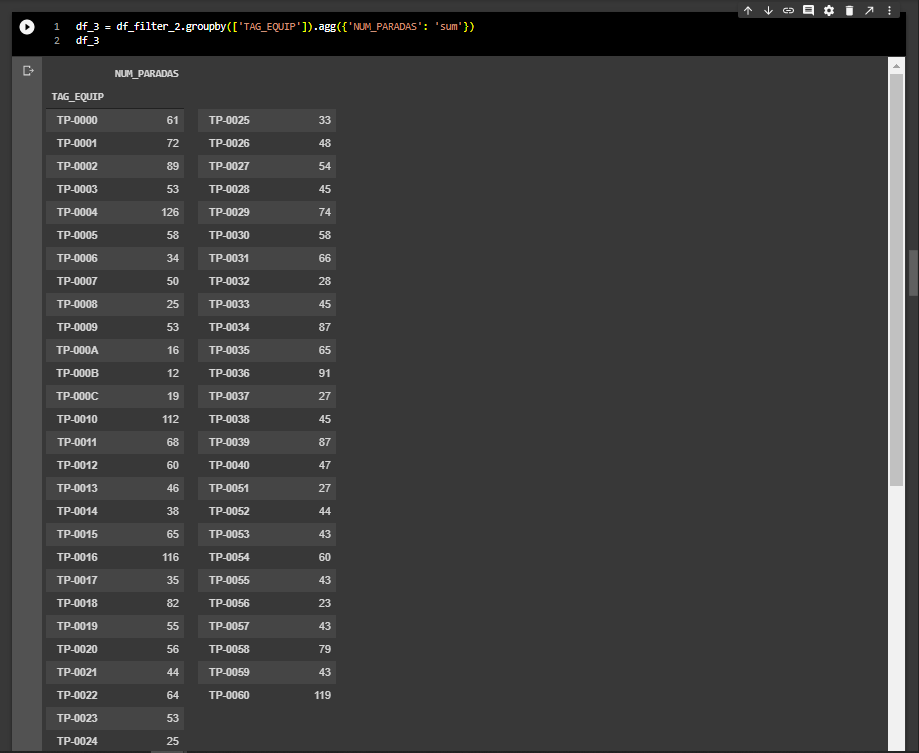 1 df_3 = df_filter_2.groupby(['TAG_EQUIP']).agg({'NUM_PARADAS': 'sum'})
2 df_3
NUM_PARADAS
TAG_EQUIP
TP-0000 61
TP-0001 72
TP-0002 89
TP-0003 53
TP-0004 126
TP-0005 58
TP-0006 34
TP-0007 50
TP-0008 25
TP-0009 53
TP-000A 16
TP-000B 12
TP-000C 19
TP-0010 112
TP-0011 68
TP-0012 60
TP-0013 46
TP-0014 38
TP-0015 65
TP-0016 116
TP-0017 35
TP-0018 82
TP-0019 55
TP-0020 56
TP-0021 44
TP-0022 64
TP-0023 53
TP-0024 25
TP-0025 33
TP-0026 48
TP-0027 54
TP-0028 45
TP-0029 74
TP-0030 58
TP-0031 66
TP-0032 28
TP-0033 45
TP-0034 87
TP-0035 65
TP-0036 91
TP-0037 27
TP-0038 45
TP-0039 87
TP-0040 47
TP-0051 27
TP-0052 44
TP-0053 43
TP-0054 60
TP-0055 43
TP-0056 23
TP-0057 43
TP-0058 79
TP-0059 43
TP-0060 119